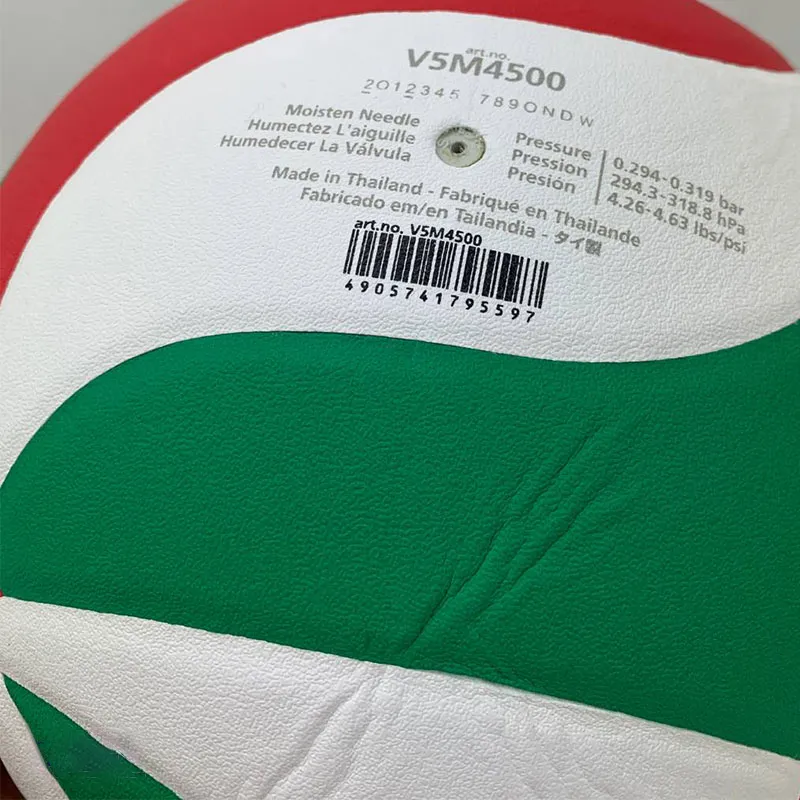 art.no.
V5M4500
2012345 7890NDW
Moisten Needle
Humectez L'aiguille
Humedecer La Válvula
Pressure
Pression
Presión
0.294-0.319 bar
294.3-318.8 hPa
4.26-4.63 lbs/psi
Made in Thailand - Fabriqué en Thaïlande
Fabricado em/en Tailandia - タイ製
art.no. V5M4500
4905741795597